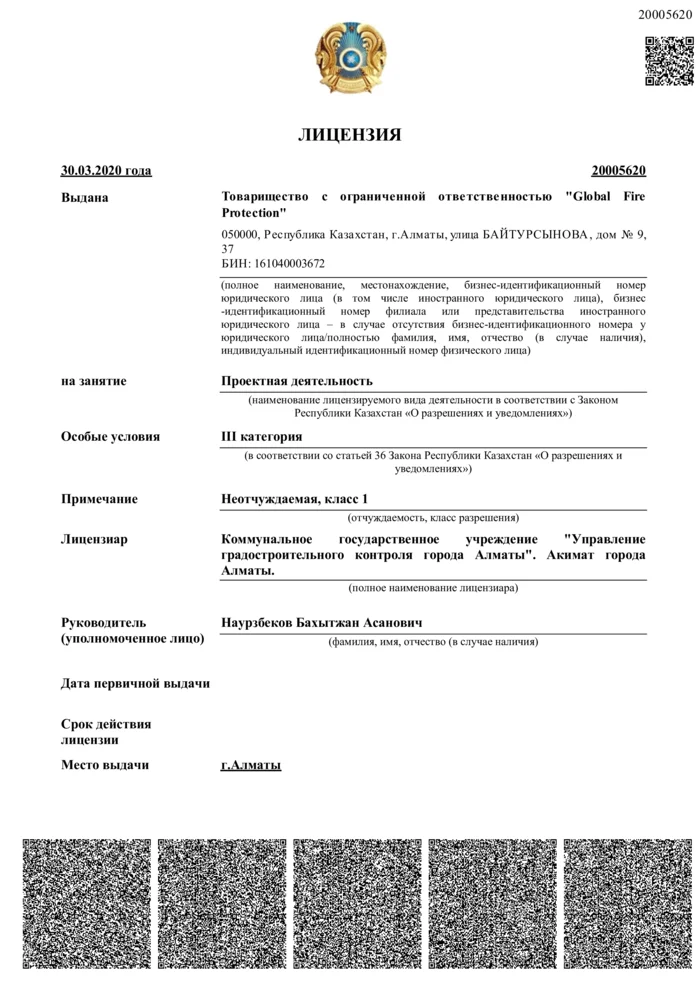 20005620
ЛИЦЕНЗИЯ
30.03.2020 года
20005620
Выдана
Товарищество с ограниченной ответственностью "Global Fire
Protection"
050000, Республика Казахстан, г.Алматы, улица БАЙТУРСЫНОВА, дом № 9,
37
БИН: 161040003672
(полное наименование, местонахождение, бизнес-идентификационный номер
юридического лица (в том числе иностранного юридического лица), бизнес
-идентификационный номер филиала или представительства иностранного
юридического лица – в случае отсутствия бизнес-идентификационного номера у
юридического лица/полностью фамилия, имя, отчество (в случае наличия),
индивидуальный идентификационный номер физического лица)
на занятие
Проектная деятельность
(наименование лицензируемого вида деятельности в соответствии с Законом
Республики Казахстан «О разрешениях и уведомлениях»)
Особые условия
III категория
(в соответствии со статьей 36 Закона Республики Казахстан «О разрешениях и
уведомлениях»)
Примечание
Неотчуждаемая, класс 1
(отчуждаемость, класс разрешения)
Лицензиар
Коммунальное государственное учреждение "Управление
градостроительного контроля города Алматы". Акимат города
Алматы.
(полное наименование лицензиара)
Руководитель
(уполномоченное лицо)
Наурзбеков Бахытжан Асанович
(фамилия, имя, отчество (в случае наличия)
Дата первичной выдачи
Срок действия
лицензии
Место выдачи
г.Алматы